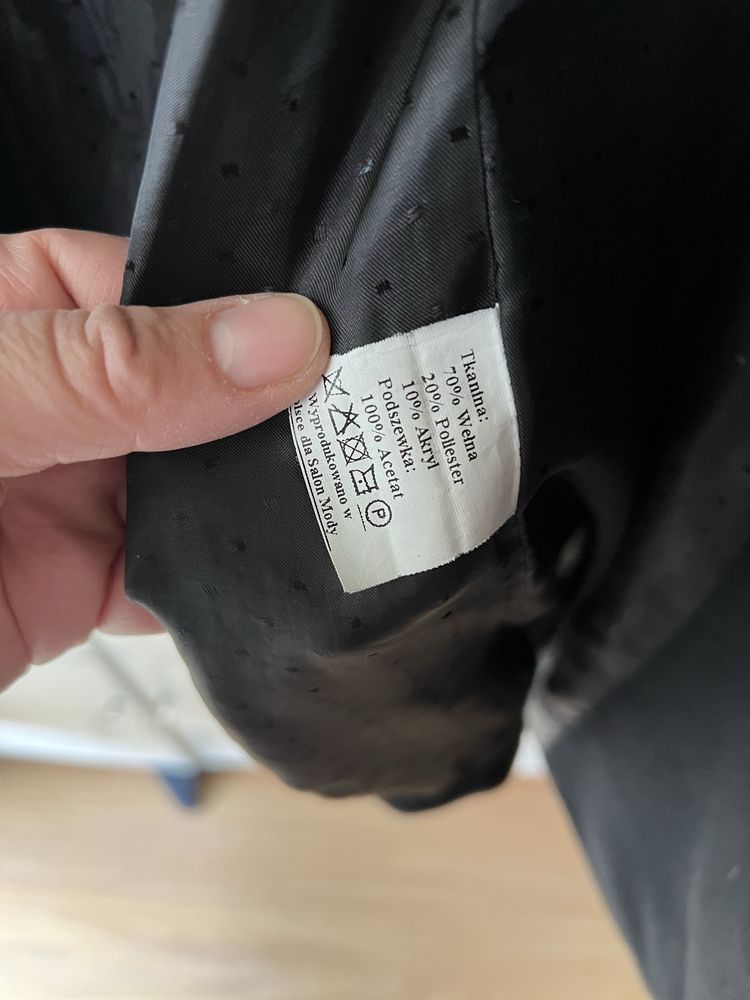 Tkanina:
70% Wełna
20% Poliester
10% Akryl
Podszewka:
100% Acetat
P
Wyprodukowano w
dla Salon Mody